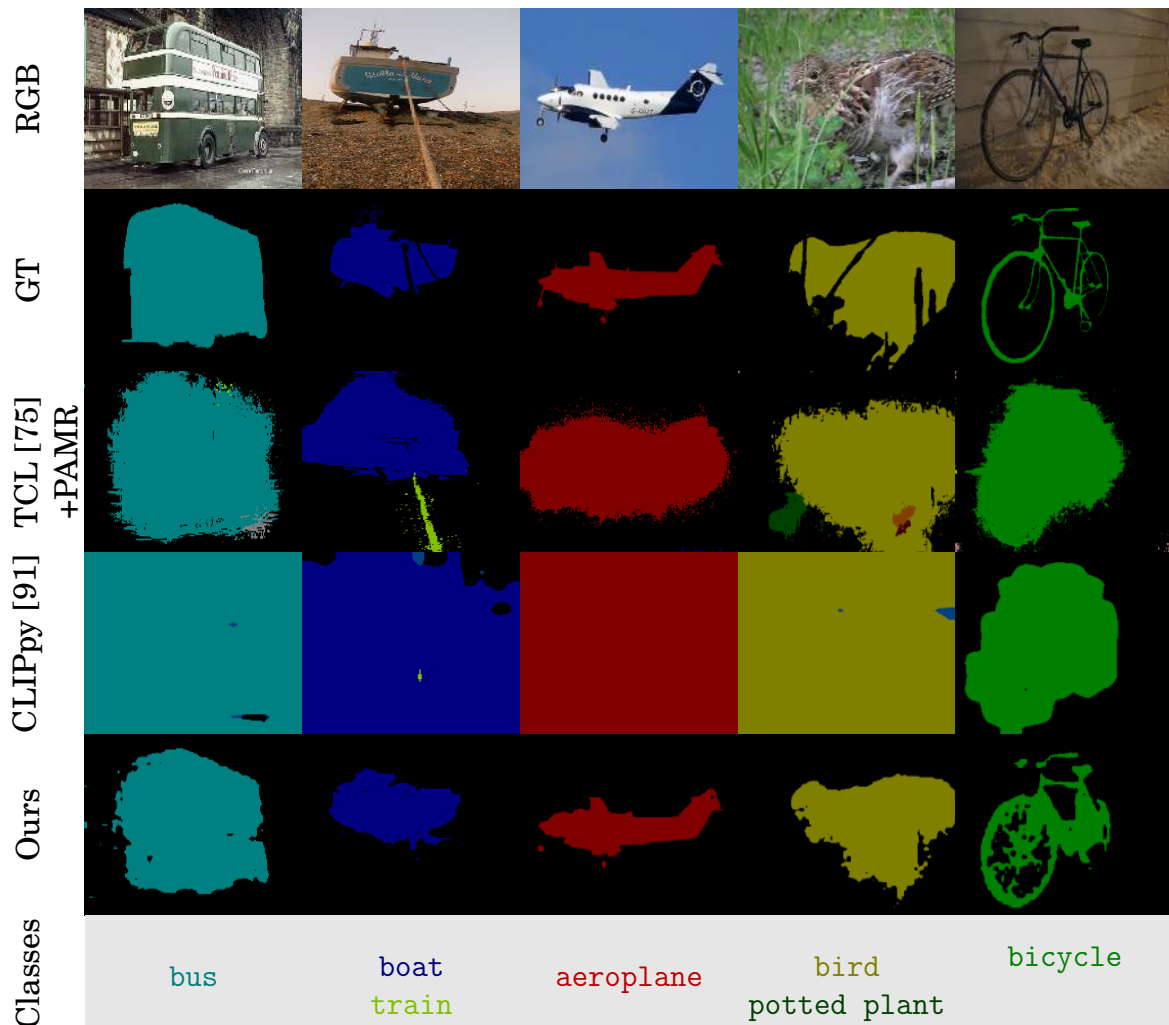 RGB
GT
TCL [75]
+PAMR
CLIPpy [91]
Ours
Classes
bus
boat
train
aeroplane
bird
potted plant
bicycle